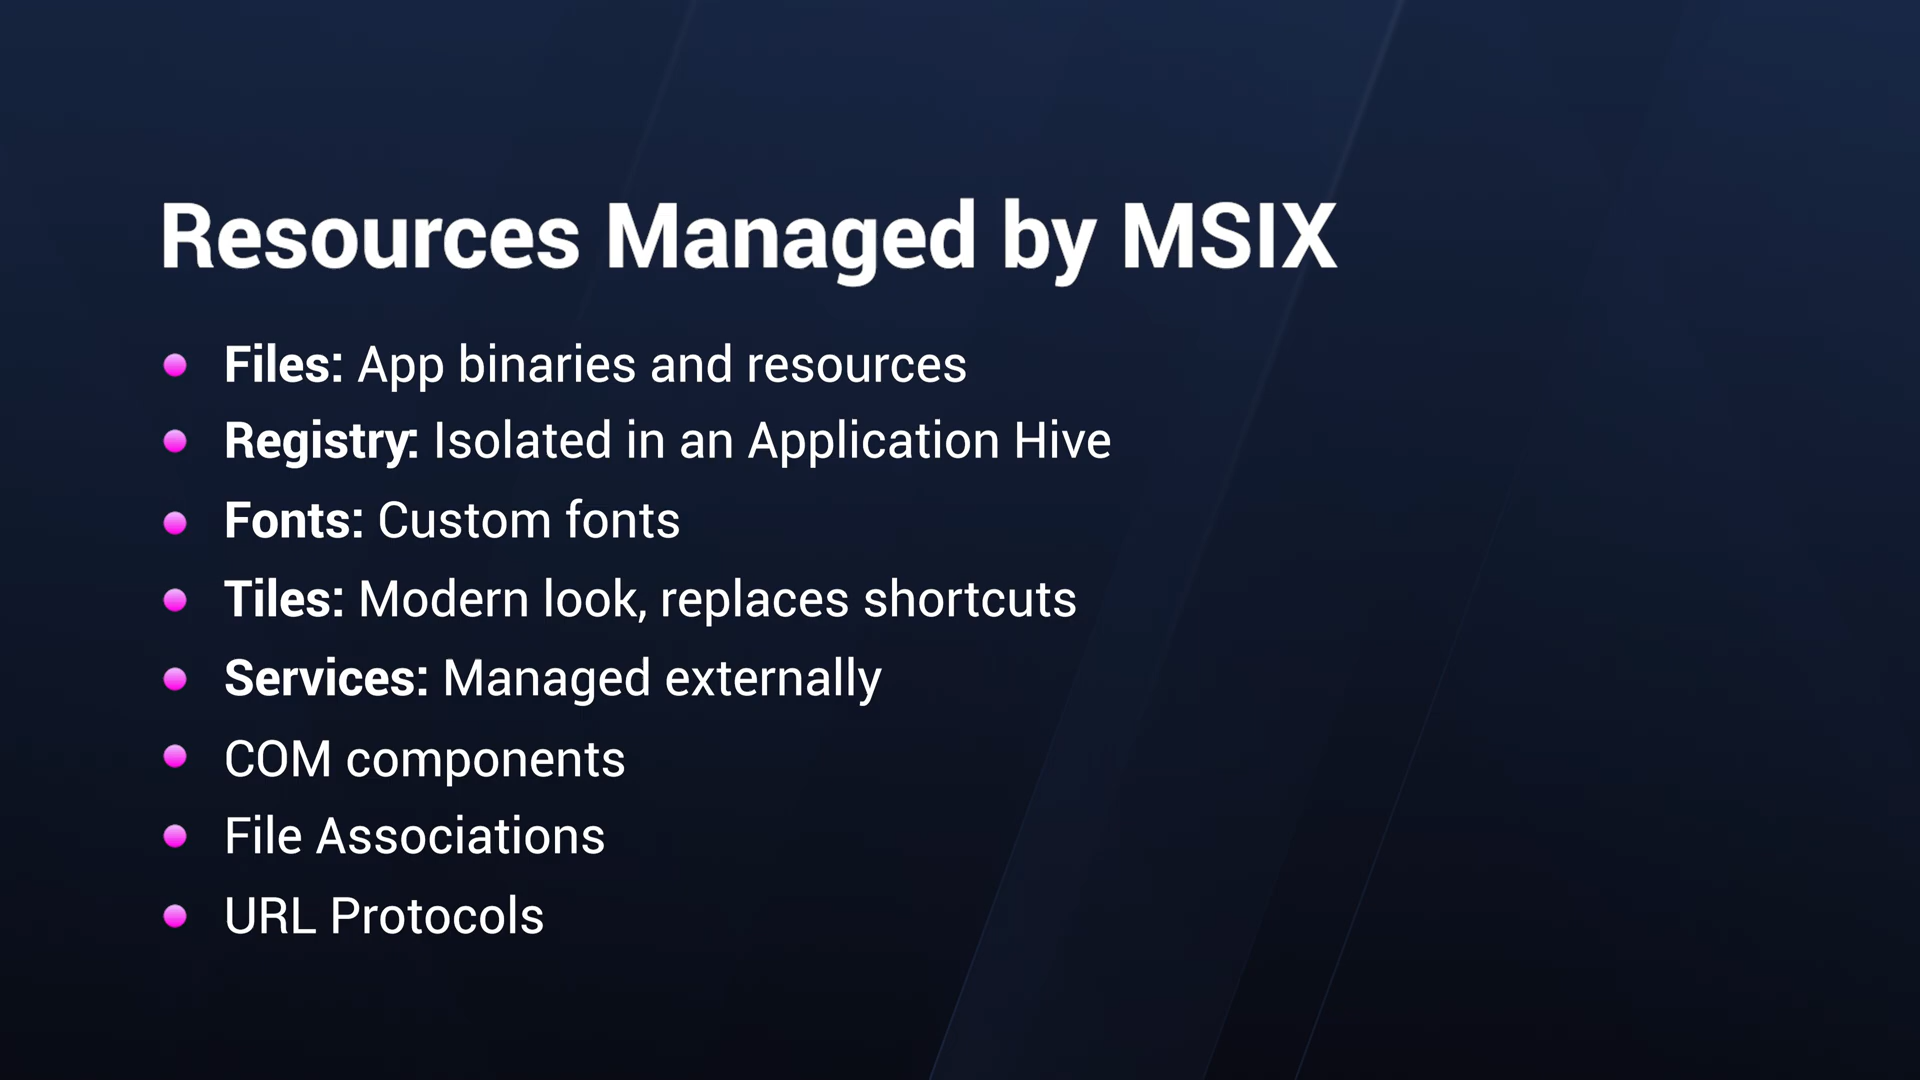 Resources Managed by MSIX
Files: App binaries and resources
Registry: Isolated in an Application Hive
Fonts: Custom fonts
Tiles: Modern look, replaces shortcuts
Services: Managed externally
COM components
File Associations
URL Protocols